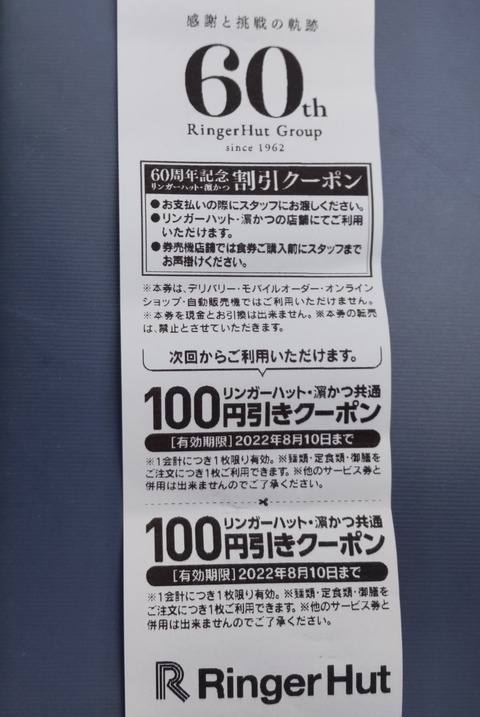 感謝と挑戦の軌跡
60th
RingerHut Group
since 1962
60周年記念
リンガーハット・濵かつ
割引クーポン
●お支払いの際にスタッフにお渡しください。
●リンガーハット・濵かつの店舗にてご利用
いただけます。
●券売機店舗では食券ご購入前にスタッフまで
お声掛けください。
※本券は、デリバリー・モバイルオーダー・オンライン
ショップ・自動販売機ではご利用いただけません。
※本券を現金とお引換は出来ません。※本券の転売
は、禁止とさせていただきます。
次回からご利用いただけます。
リンガーハット・濵かつ共通
100円引きクーポン
[有効期限]2022年8月10日まで
※1会計につき1枚限り有効。※麺類・定食類・御膳を
ご注文につき1枚ご利用できます。※他のサービス券と
併用は出来ませんのでご了承ください。
リンガーハット・濵かつ共通
100円引きクーポン
[有効期限]2022年8月10日まで
※1会計につき1枚限り有効。※麺類・定食類・御膳を
ご注文につき1枚ご利用できます。※他のサービス券と
併用は出来ませんのでご了承ください。
RingerHut